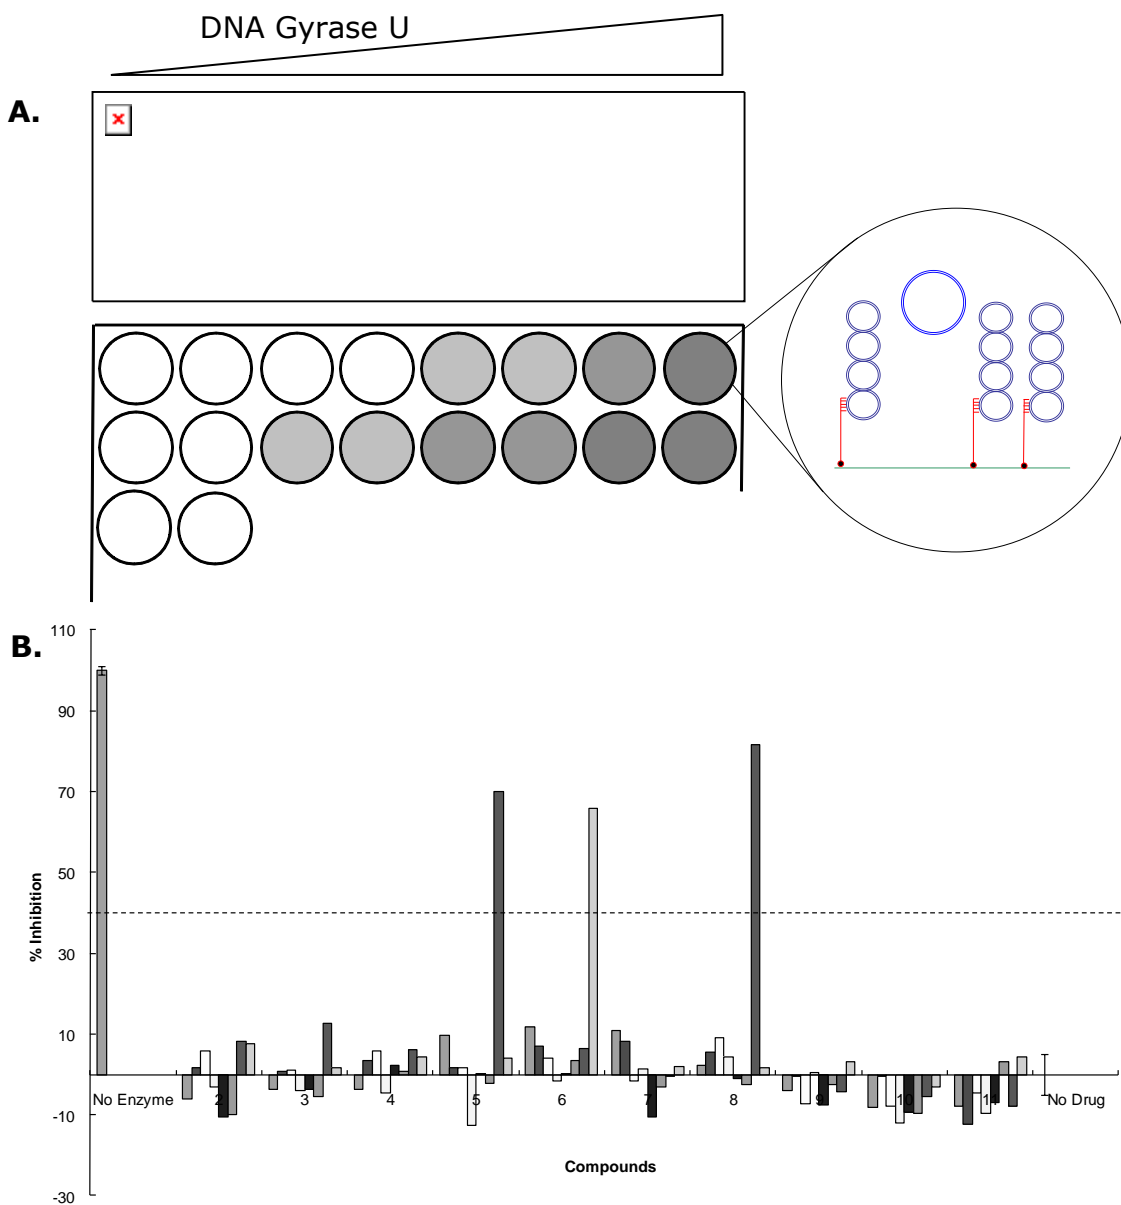 DNA Gyrase U
A.
B.
110
90
70
50
30
10
-10
-30
% Inhibition
No Enzyme 2 3 4 5 6 7 8 9 10 11 No Drug
Compounds